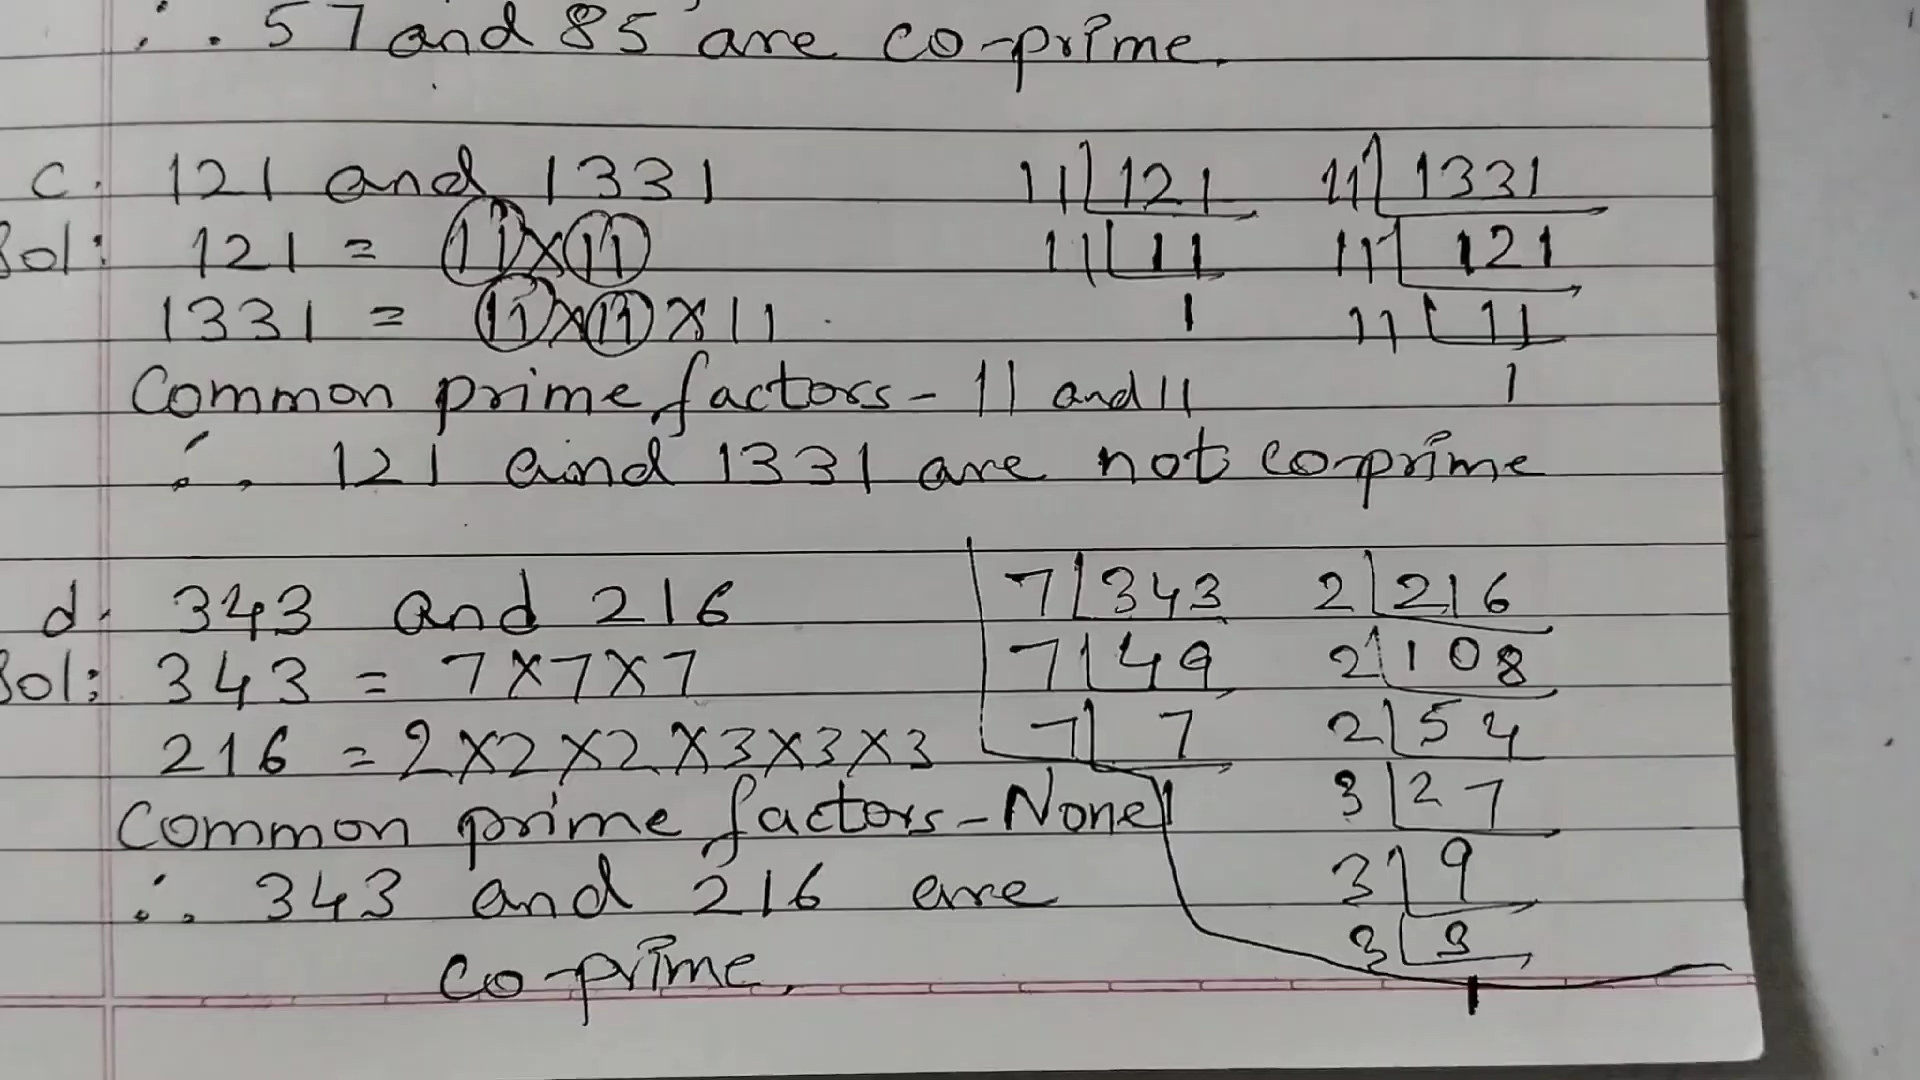 ∴ 57 and 85 are co-prime.
c. 121 and 1331
Sol: 121 = 11×11
1331 = 11×11×11
Common prime factors - 11 and 11
∴ 121 and 1331 are not co-prime
11 121
11 11
1
11 1331
11 121
11 11
1
d. 343 and 216
Sol: 343 = 7×7×7
216 = 2×2×2×3×3×3
Common prime factors - None
∴ 343 and 216 are
co-prime.
7 343
7 49
7 7
1
2 216
2 108
2 54
3 27
3 9
3 3
1